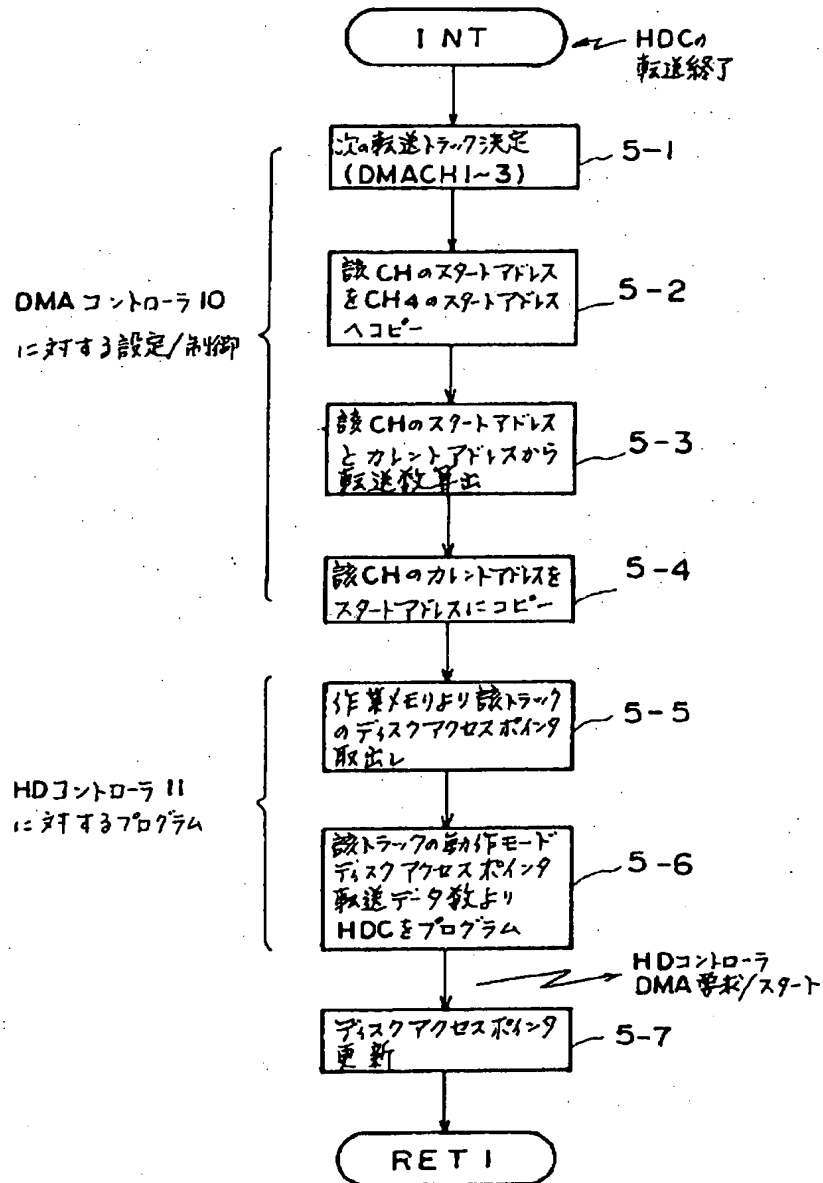 INT
HDCの
転送終了
次の転送トラック決定
(DMACH1~3)
5-1
該CHのスタートアドレス
をCH4のスタートアドレス
へコピー
5-2
DMAコントローラ10
に対する設定/制御
該CHのスタートアドレス
とカレントアドレスから
転送数算出
5-3
該CHのカレントアドレスを
スタートアドレスにコピー
5-4
作業メモリより該トラック
のディスクアクセスポインタ
取出し
5-5
HDコントローラ11
に対するプログラム
該トラックの動作モード
ディスクアクセスポインタ
転送データ数より
HDCをプログラム
5-6
HDコントローラ
DMA要求/スタート
ディスクアクセスポインタ
更新
5-7
RETI